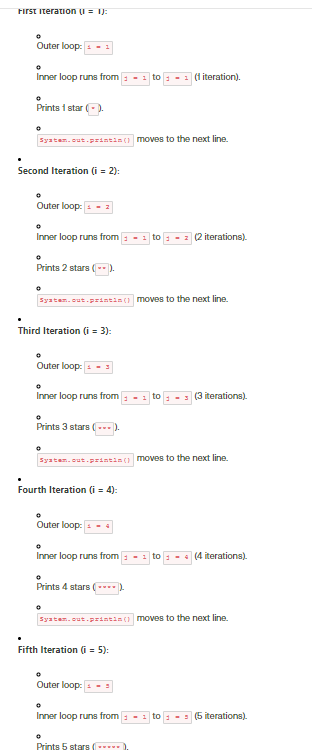 First Iteration (i = 1):
Outer loop: i = 1
Inner loop runs from j = 1 to j = 1 (1 iteration).
Prints 1 star (*).
System.out.println() moves to the next line.
Second Iteration (i = 2):
Outer loop: i = 2
Inner loop runs from j = 1 to j = 2 (2 iterations).
Prints 2 stars (**).
System.out.println() moves to the next line.
Third Iteration (i = 3):
Outer loop: i = 3
Inner loop runs from j = 1 to j = 3 (3 iterations).
Prints 3 stars (***).
System.out.println() moves to the next line.
Fourth Iteration (i = 4):
Outer loop: i = 4
Inner loop runs from j = 1 to j = 4 (4 iterations).
Prints 4 stars (****).
System.out.println() moves to the next line.
Fifth Iteration (i = 5):
Outer loop: i = 5
Inner loop runs from j = 1 to j = 5 (5 iterations).
Prints 5 stars (*****).